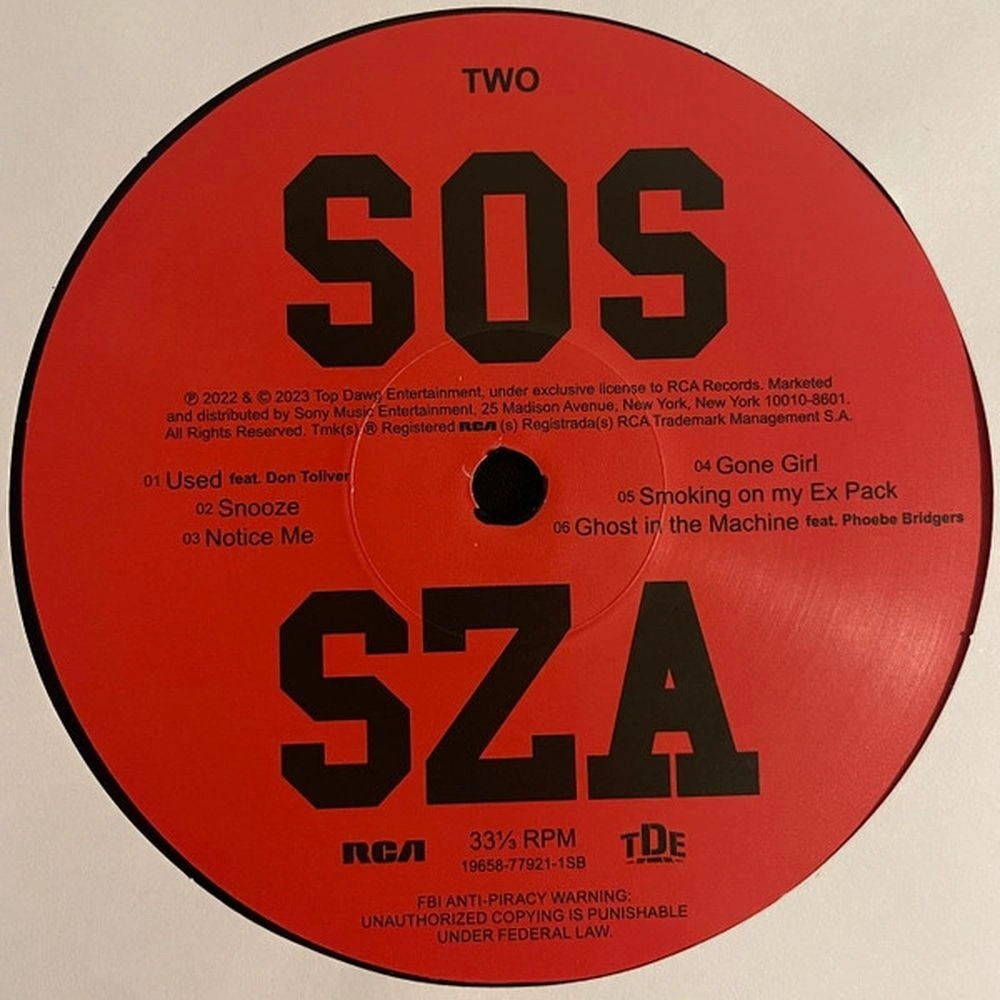 TWO
SOS
℗ 2022 & © 2023 Top Dawg Entertainment, under exclusive license to RCA Records. Marketed
and distributed by Sony Music Entertainment, 25 Madison Avenue, New York, New York 10010-8601.
All Rights Reserved. Tmk(s) ® Registered RCA (s) Registrada(s) RCA Trademark Management S.A.
01 Used feat. Don Toliver
02 Snooze
03 Notice Me
04 Gone Girl
05 Smoking on my Ex Pack
06 Ghost in the Machine feat. Phoebe Bridgers
SZA
RCA
33⅓ RPM
19658-77921-1SB
TDE
FBI ANTI-PIRACY WARNING:
UNAUTHORIZED COPYING IS PUNISHABLE
UNDER FEDERAL LAW.